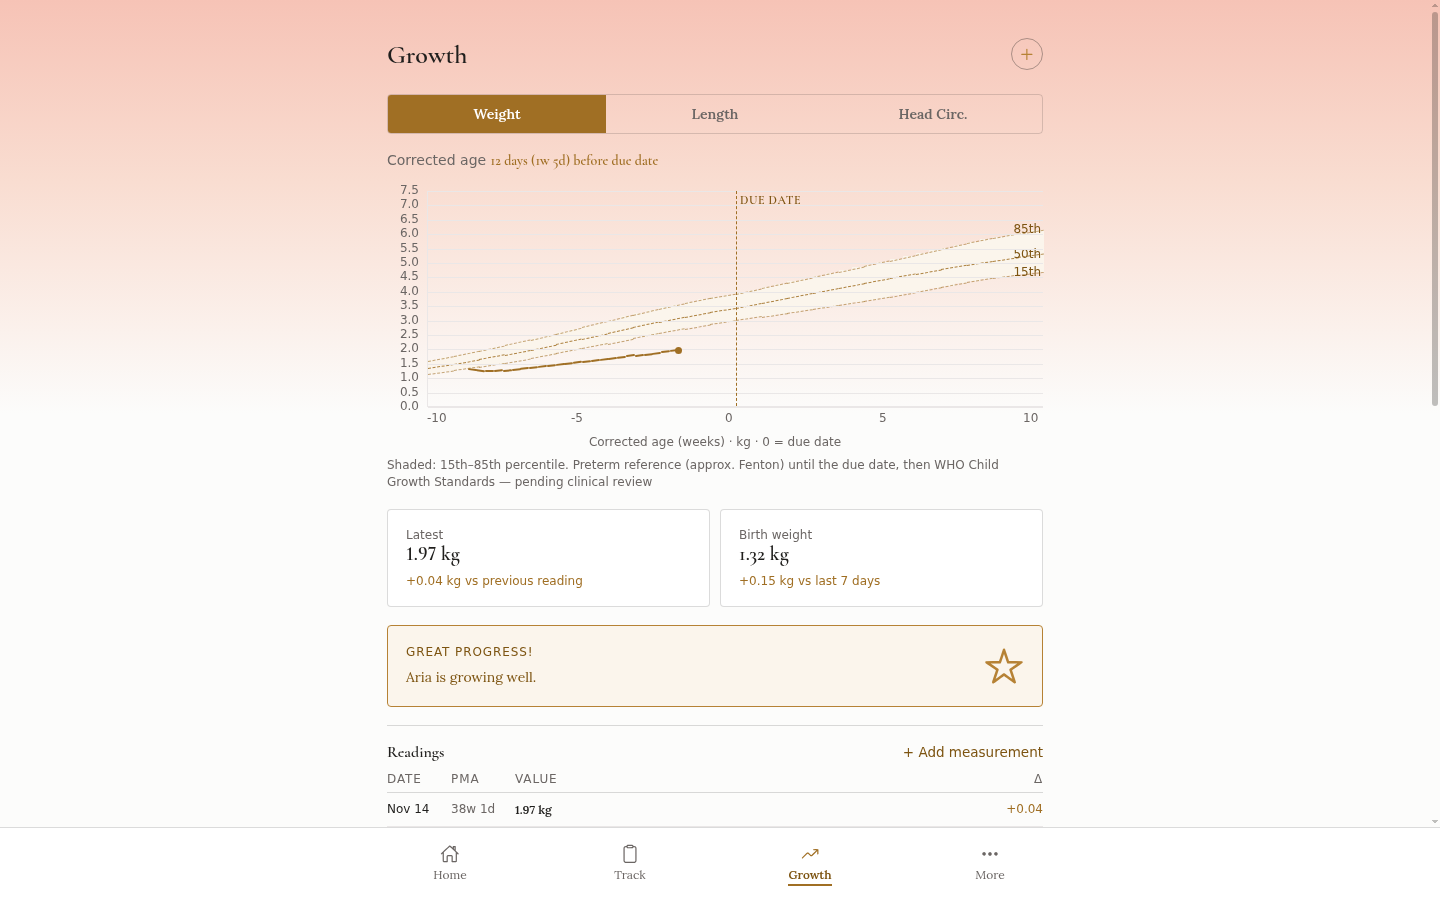 Growth
+
Weight
Length
Head Circ.
Corrected age 12 days (1w 5d) before due date
7.5
7.0
6.5
6.0
5.5
5.0
4.5
4.0
3.5
3.0
2.5
2.0
1.5
1.0
0.5
0.0
DUE DATE
85th
50th
15th
-10
-5
0
5
10
Corrected age (weeks) · kg · 0 = due date
Shaded: 15th–85th percentile. Preterm reference (approx. Fenton) until the due date, then WHO Child
Growth Standards — pending clinical review
Latest
1.97 kg
+0.04 kg vs previous reading
Birth weight
1.32 kg
+0.15 kg vs last 7 days
GREAT PROGRESS!
Aria is growing well.
Readings
+ Add measurement
DATE PMA VALUE Δ
Nov 14 38w 1d 1.97 kg +0.04
Home
Track
Growth
More